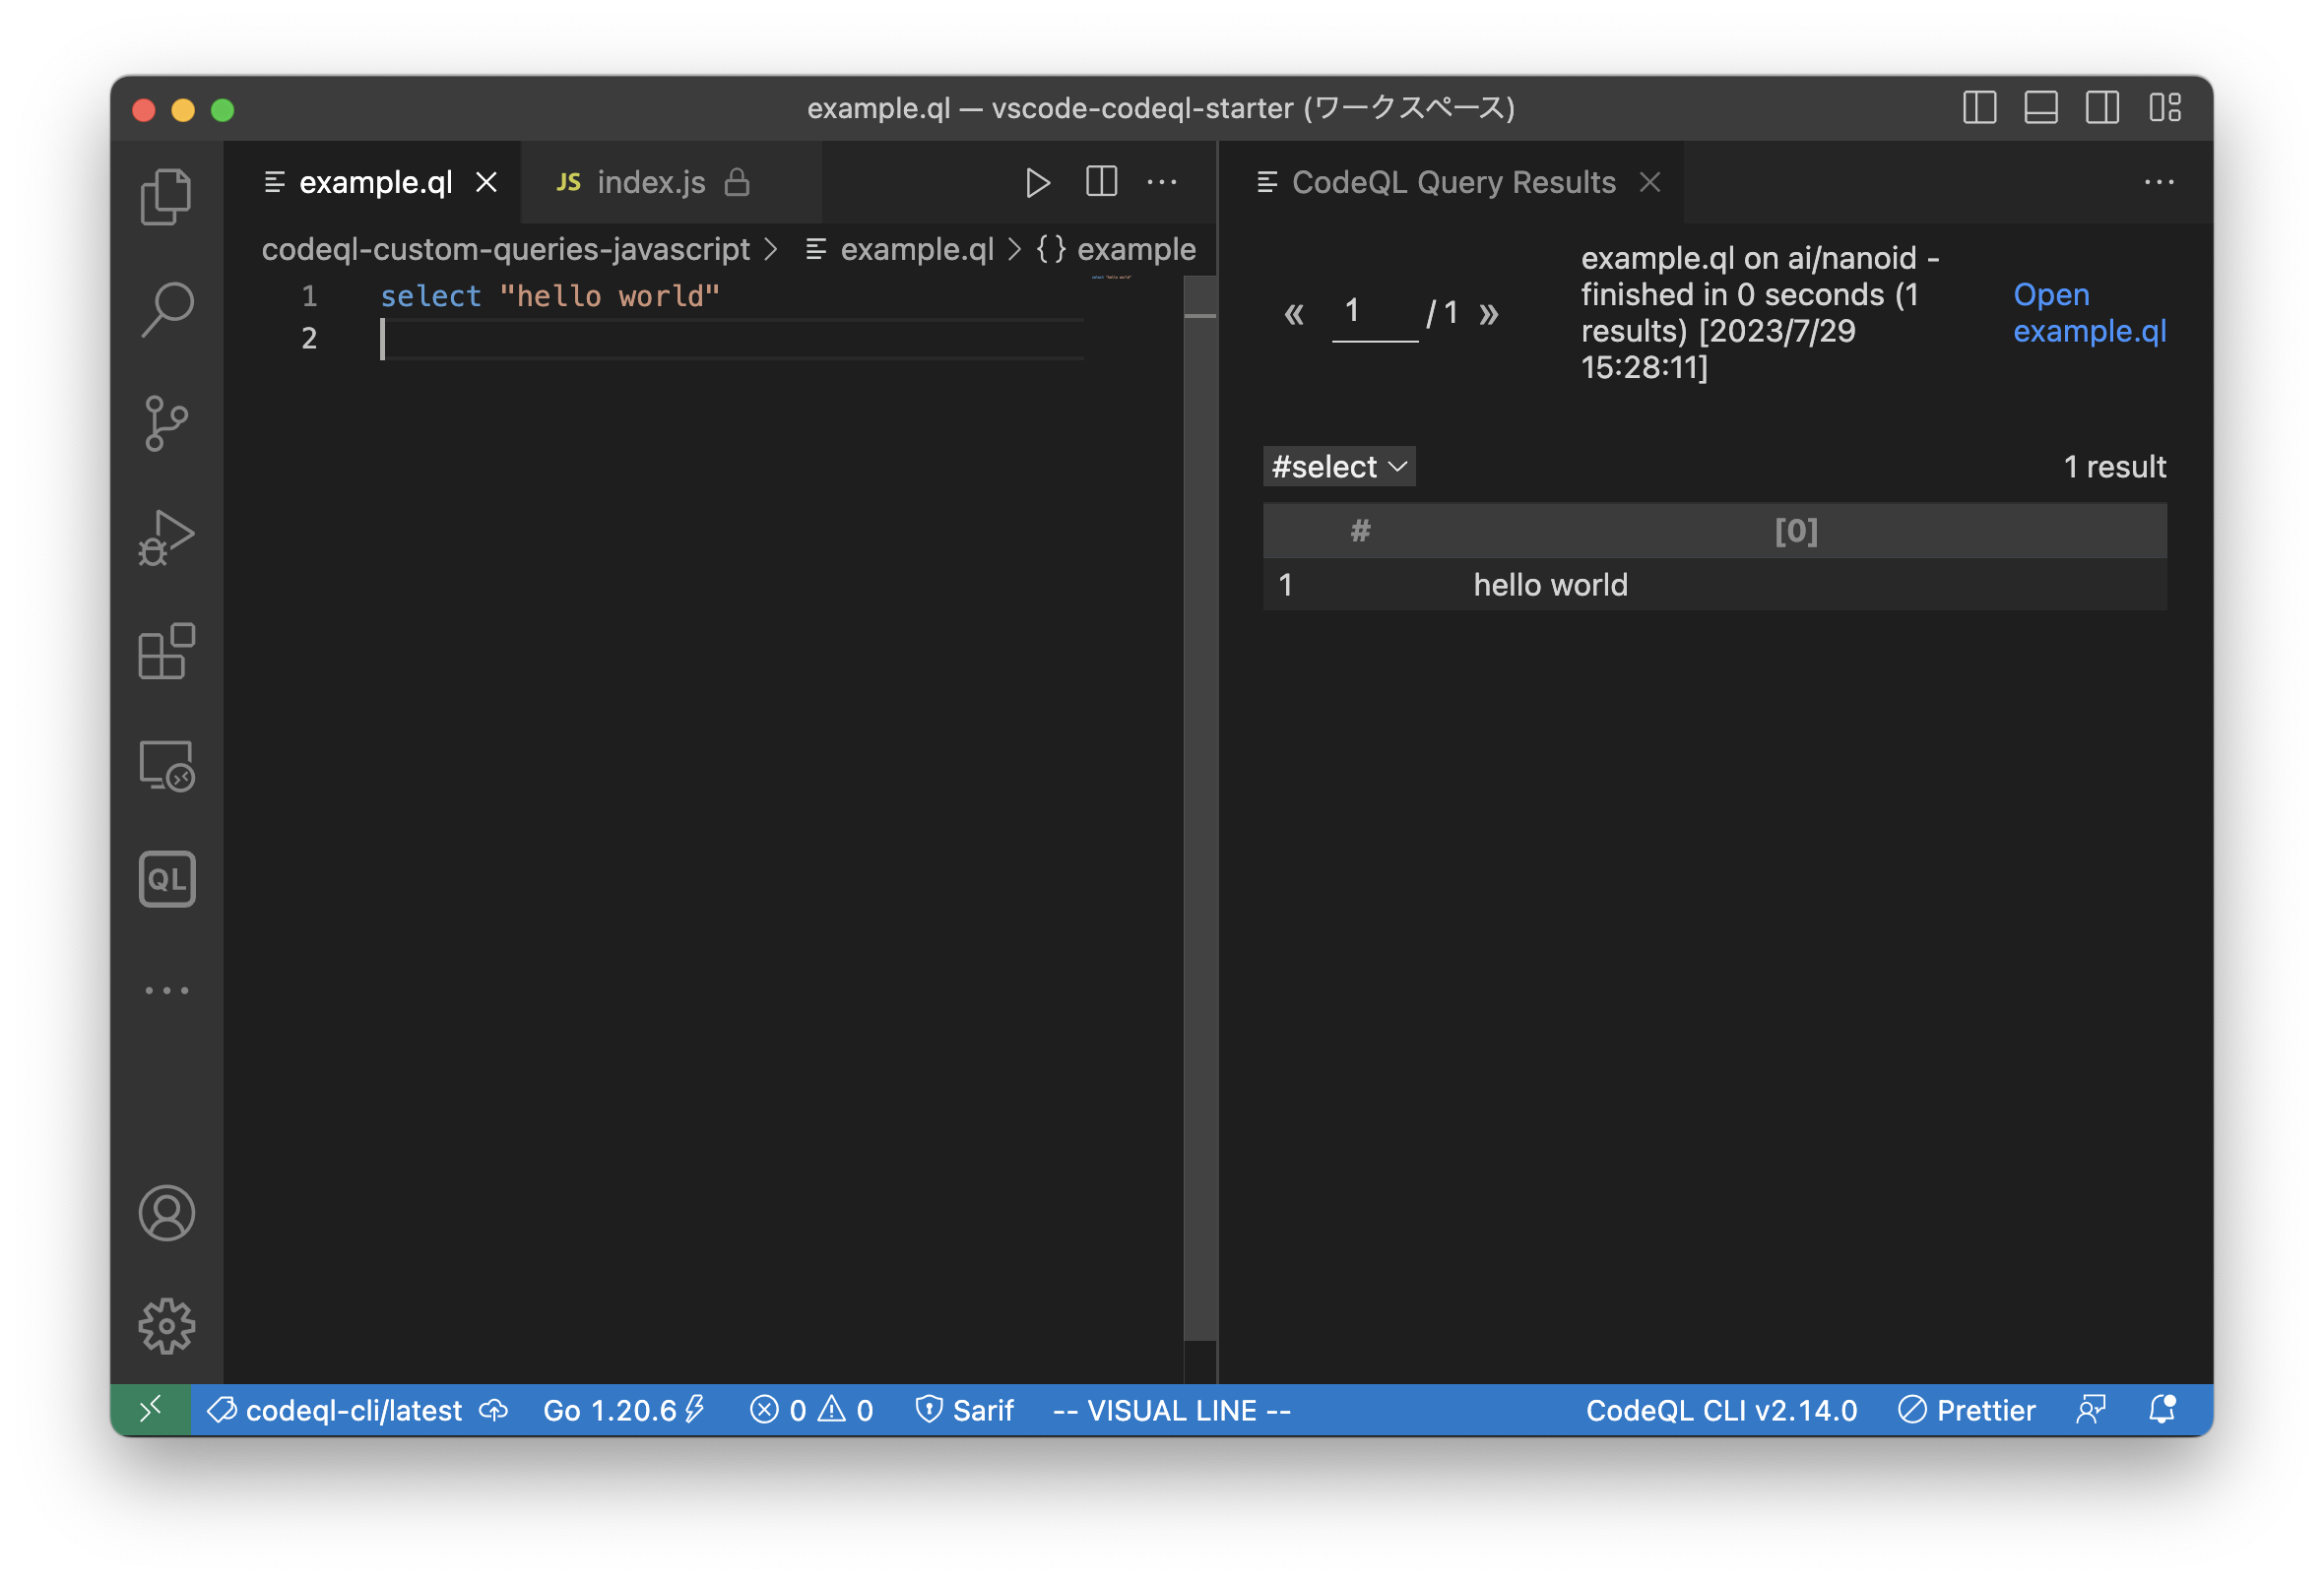 example.ql — vscode-codeql-starter (ワークスペース)
example.ql
JS index.js
CodeQL Query Results
codeql-custom-queries-javascript > example.ql > {} example
1 select "hello world"
2
« 1 / 1 »
example.ql on ai/nanoid -
finished in 0 seconds (1
results) [2023/7/29
15:28:11]
Open
example.ql
#select
1 result
# [0]
1 hello world
QL
codeql-cli/latest Go 1.20.6 0 0 Sarif -- VISUAL LINE -- CodeQL CLI v2.14.0 Prettier